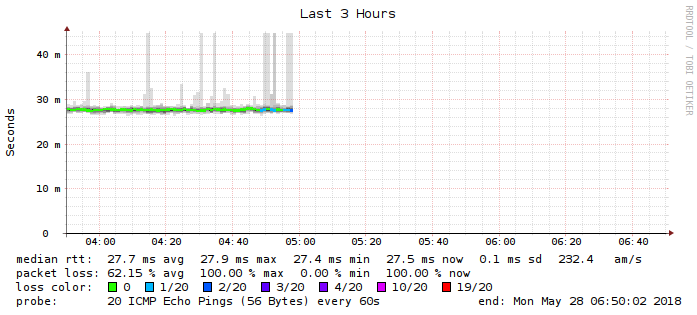 Last 3 Hours
RRDTOOL / TOBI OETIKER
Seconds
40 m
30 m
20 m
10 m
0
04:00 04:20 04:40 05:00 05:20 05:40 06:00 06:20 06:40
median rtt: 27.7 ms avg 27.9 ms max 27.4 ms min 27.5 ms now 0.1 ms sd 232.4 am/s
packet loss: 62.15 % avg 100.00 % max 0.00 % min 100.00 % now
loss color: 0 1/20 2/20 3/20 4/20 10/20 19/20
probe: 20 ICMP Echo Pings (56 Bytes) every 60s end: Mon May 28 06:50:02 2018